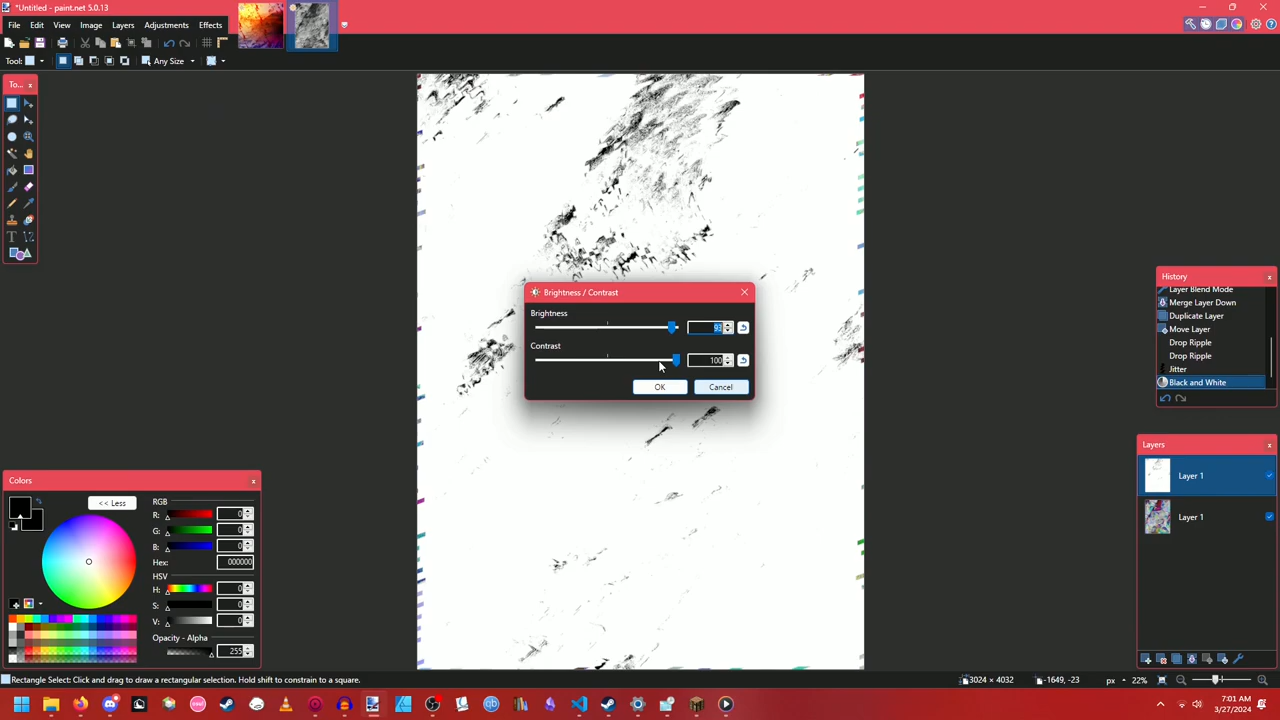 *Untitled - paint.net 5.0.13
File Edit View Image Layers Adjustments Effects
Tool: Any Size
To...
Brightness / Contrast
Brightness
93
Contrast
100
OK Cancel
History
Layer Blend Mode
Merge Layer Down
Duplicate Layer
Move Layer
Drop Ripple
Drop Ripple
Jitter
Black and White
Layers
Layer 1
Layer 1
Colors
<< Less
RGB
R: 0
G: 0
B: 0
Hex: 000000
HSV
H: 0
S: 0
V: 0
Opacity - Alpha
255
Rectangle Select: Click and drag to draw a rectangular selection. Hold shift to constrain to a square.
3024 × 4032 -1649, -23 px 22%
7:01 AM
3/27/2024